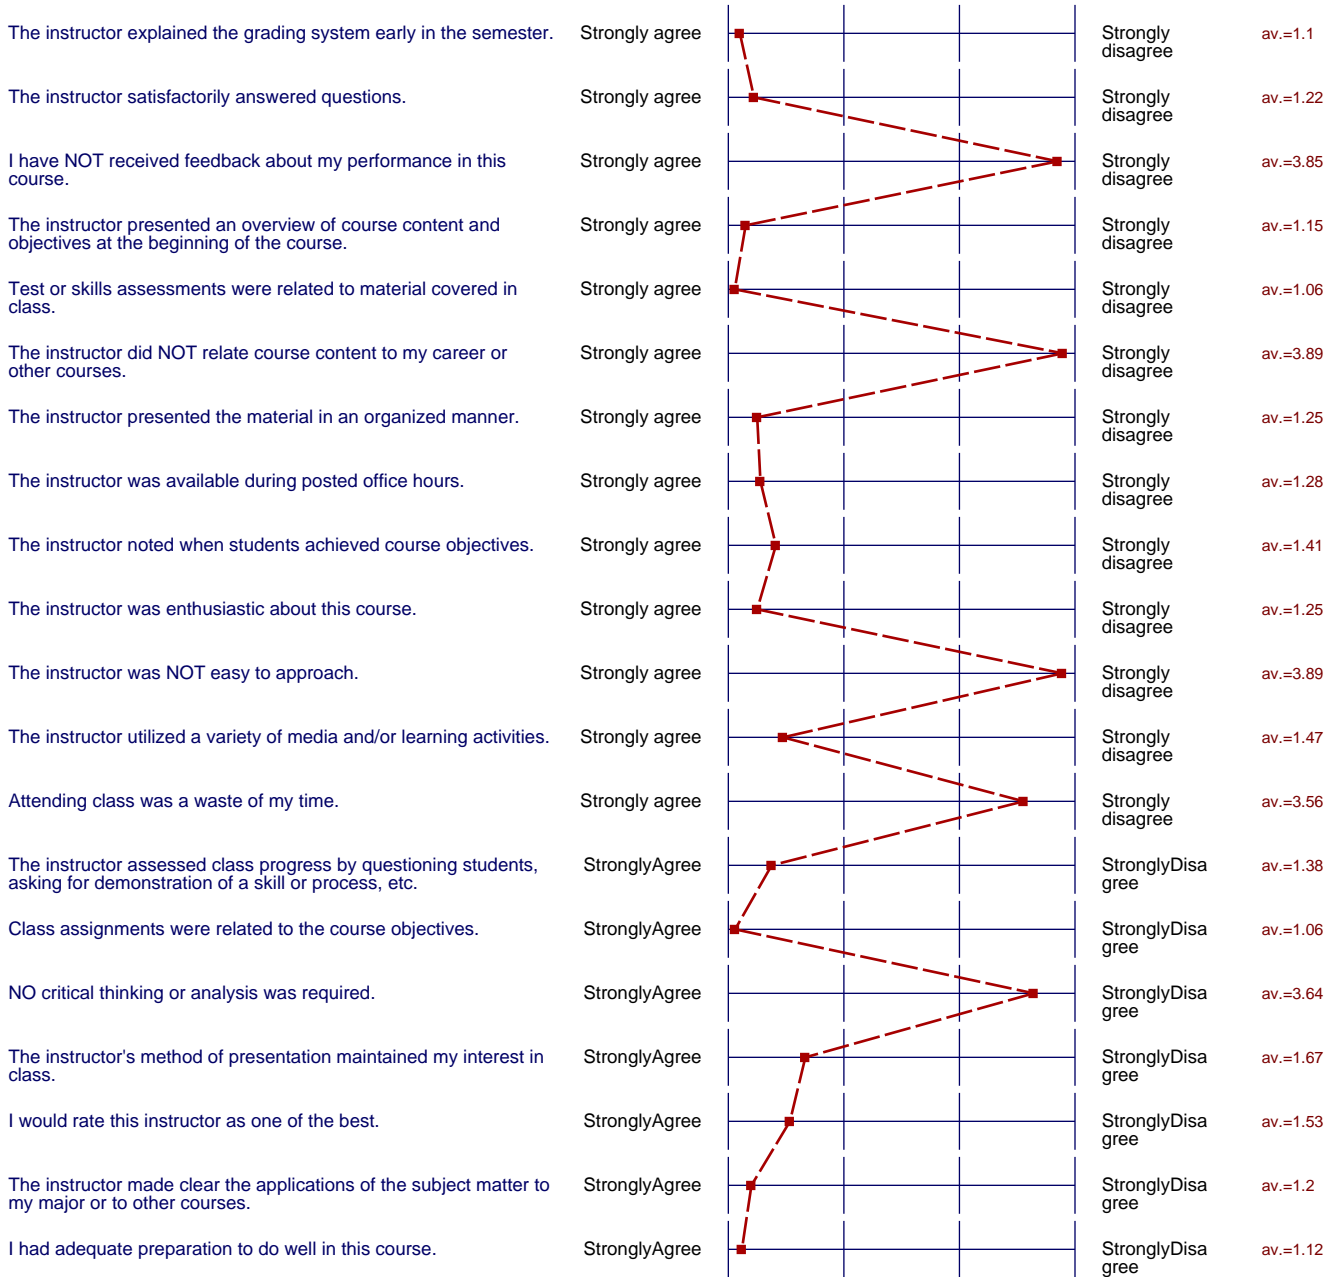 The instructor explained the grading system early in the semester. Strongly agree Strongly disagree av.=1.1
The instructor satisfactorily answered questions. Strongly agree Strongly disagree av.=1.22
I have NOT received feedback about my performance in this course. Strongly agree Strongly disagree av.=3.85
The instructor presented an overview of course content and objectives at the beginning of the course. Strongly agree Strongly disagree av.=1.15
Test or skills assessments were related to material covered in class. Strongly agree Strongly disagree av.=1.06
The instructor did NOT relate course content to my career or other courses. Strongly agree Strongly disagree av.=3.89
The instructor presented the material in an organized manner. Strongly agree Strongly disagree av.=1.25
The instructor was available during posted office hours. Strongly agree Strongly disagree av.=1.28
The instructor noted when students achieved course objectives. Strongly agree Strongly disagree av.=1.41
The instructor was enthusiastic about this course. Strongly agree Strongly disagree av.=1.25
The instructor was NOT easy to approach. Strongly agree Strongly disagree av.=3.89
The instructor utilized a variety of media and/or learning activities. Strongly agree Strongly disagree av.=1.47
Attending class was a waste of my time. Strongly agree Strongly disagree av.=3.56
The instructor assessed class progress by questioning students, asking for demonstration of a skill or process, etc. StronglyAgree StronglyDisa gree av.=1.38
Class assignments were related to the course objectives. StronglyAgree StronglyDisa gree av.=1.06
NO critical thinking or analysis was required. StronglyAgree StronglyDisa gree av.=3.64
The instructor's method of presentation maintained my interest in class. StronglyAgree StronglyDisa gree av.=1.67
I would rate this instructor as one of the best. StronglyAgree StronglyDisa gree av.=1.53
The instructor made clear the applications of the subject matter to my major or to other courses. StronglyAgree StronglyDisa gree av.=1.2
I had adequate preparation to do well in this course. StronglyAgree StronglyDisa gree av.=1.12